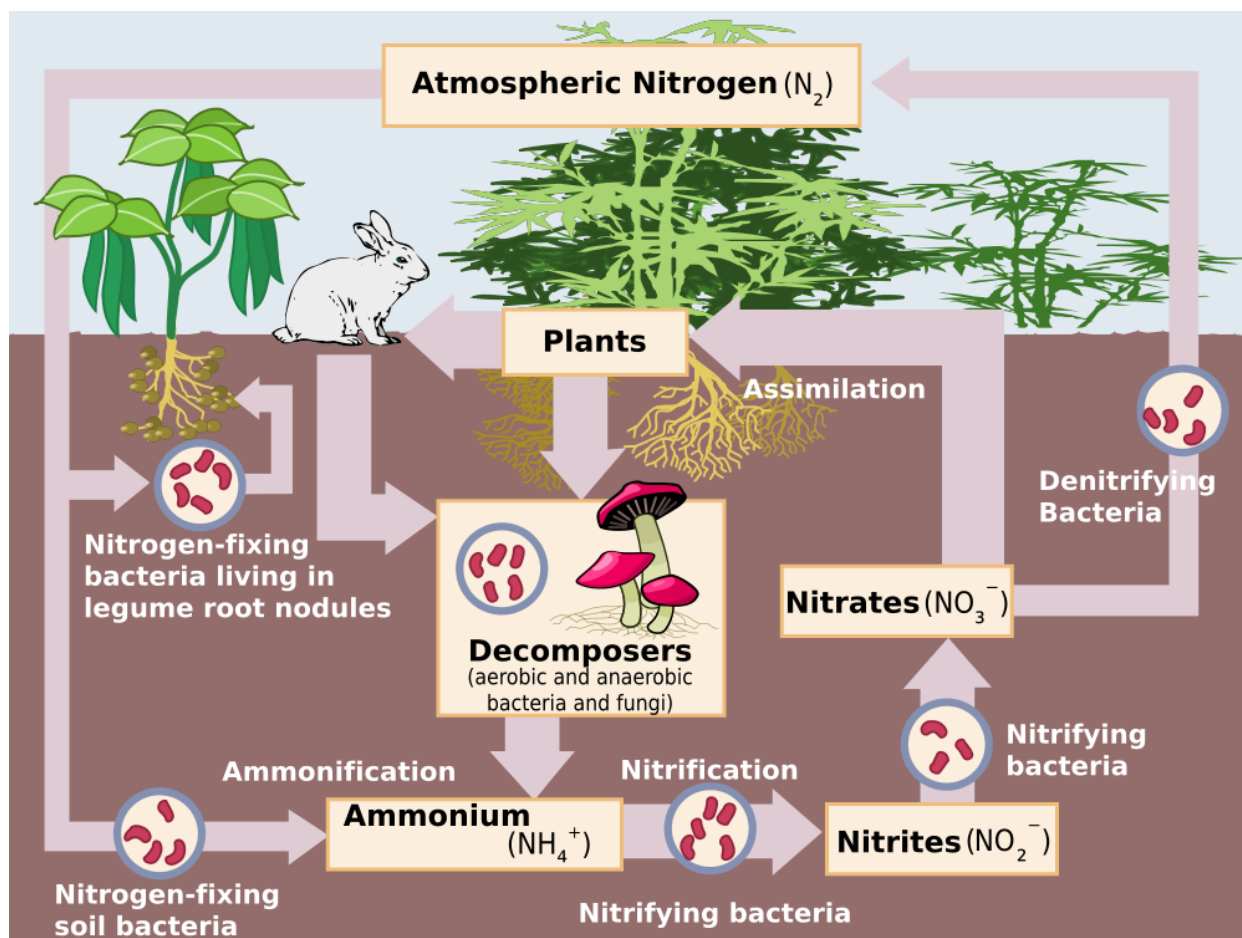 Atmospheric Nitrogen (N₂)
Plants
Assimilation
Denitrifying
Bacteria
Nitrogen-fixing
bacteria living in
legume root nodules
Nitrates (NO₃⁻)
Decomposers
(aerobic and anaerobic
bacteria and fungi)
Nitrifying
bacteria
Ammonification
Nitrification
Ammonium
(NH₄⁺)
Nitrites (NO₂⁻)
Nitrogen-fixing
soil bacteria
Nitrifying bacteria